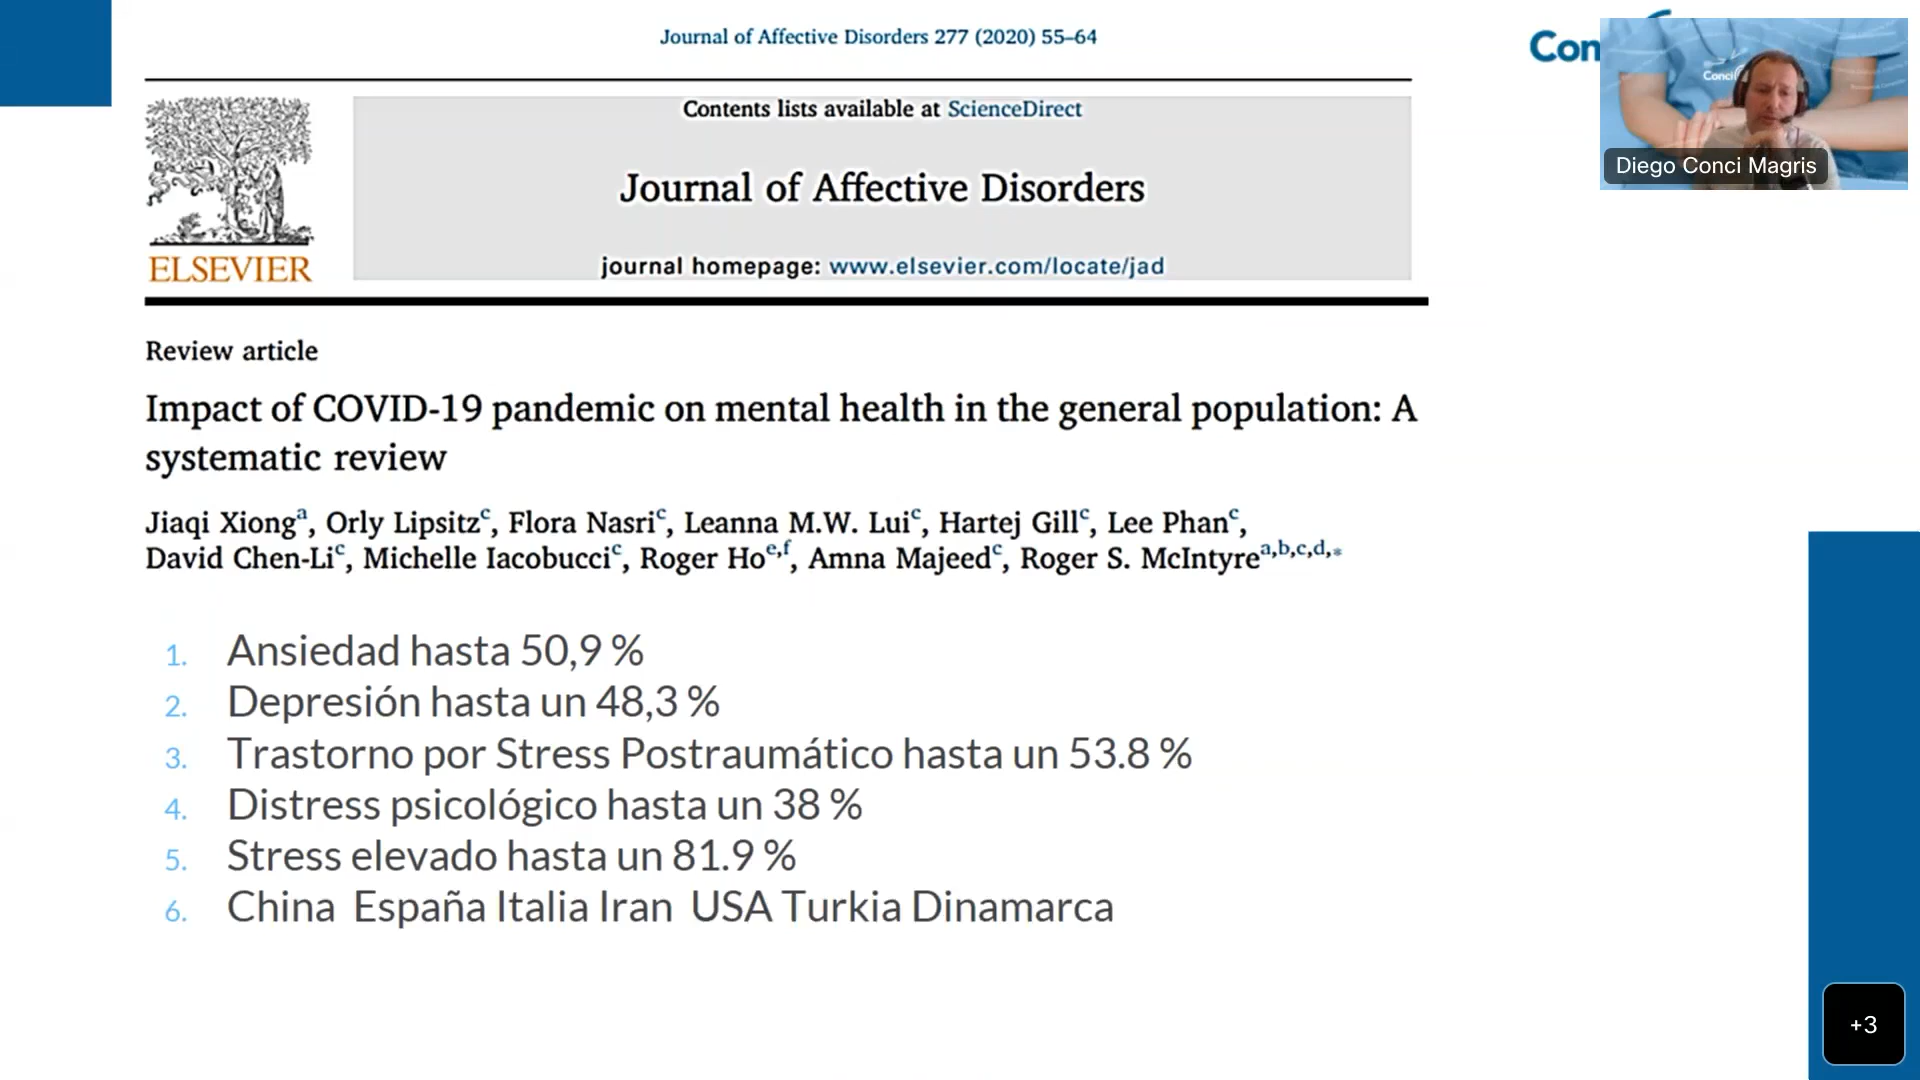 Journal of Affective Disorders 277 (2020) 55–64
Con
Contents lists available at ScienceDirect
Journal of Affective Disorders
journal homepage: www.elsevier.com/locate/jad
ELSEVIER
Conci
Diego Conci Magris
Review article
Impact of COVID-19 pandemic on mental health in the general population: A
systematic review
Jiaqi Xiongᵃ, Orly Lipsitzᶜ, Flora Nasriᶜ, Leanna M.W. Luiᶜ, Hartej Gillᶜ, Lee Phanᶜ,
David Chen-Liᶜ, Michelle Iacobucciᶜ, Roger Hoᵉ,ᶠ, Amna Majeedᶜ, Roger S. McIntyreᵃ,ᵇ,ᶜ,ᵈ,*
1. Ansiedad hasta 50,9 %
2. Depresión hasta un 48,3 %
3. Trastorno por Stress Postraumático hasta un 53.8 %
4. Distress psicológico hasta un 38 %
5. Stress elevado hasta un 81.9 %
6. China España Italia Iran USA Turkia Dinamarca
+3